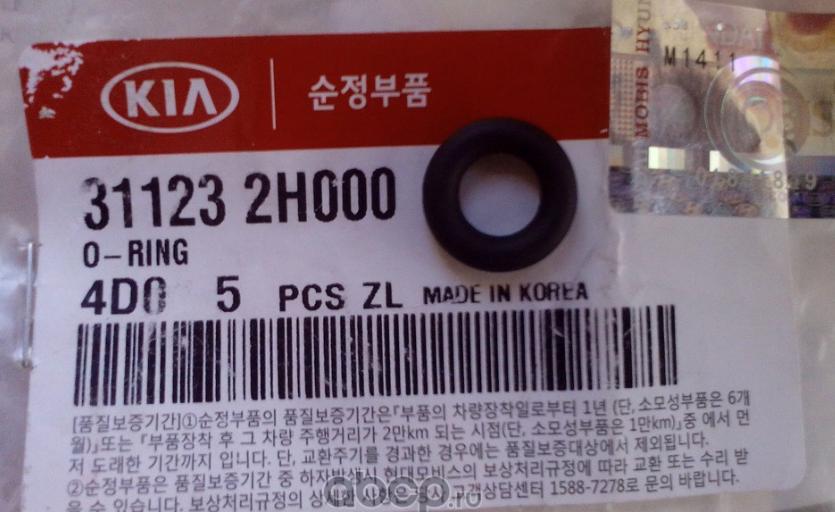 KIA 순정부품
MOBIS HYUN
M1411
31123 2H000
O-RING
4D0 5 PCS ZL MADE IN KOREA
[품질보증기간]①순정부품의 품질보증기간은『부품의 차량장착일로부터 1년 (단, 소모성부품은 6개
월)』또는 『부품장착 후 그 차량 주행거리가 2만km 되는 시점(단, 소모성부품은 1만km)』중 에서 먼
저 도래한 기간까지 입니다. 단, 교환주기를 경과한 경우에는 품질보증대상에서 제외됩니다.
②순정부품은 품질보증기간 중 하자발생시 현대모비스의 보상처리규정에 따라 교환 또는 수리 받
을 수 있습니다. 보상처리규정의 상세한 사항은 당사 고객상담센터 1588-7278로 문의 바랍니다.
.ru